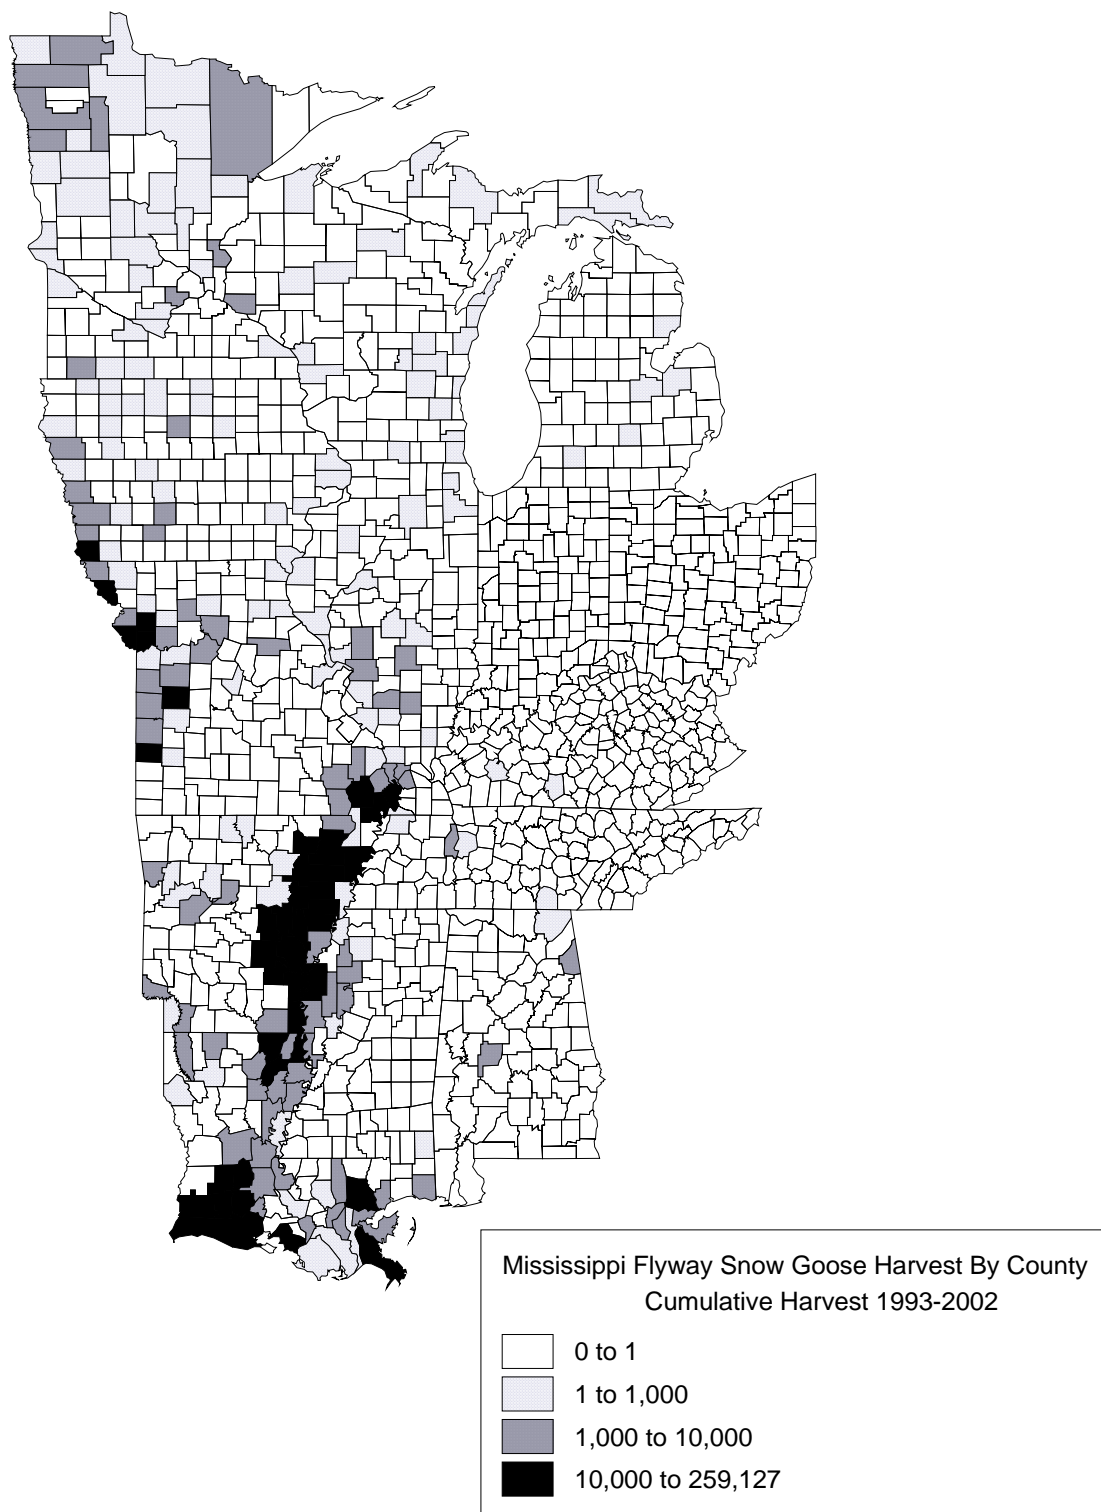 Mississippi Flyway Snow Goose Harvest By County
Cumulative Harvest 1993-2002
0 to 1
1 to 1,000
1,000 to 10,000
10,000 to 259,127